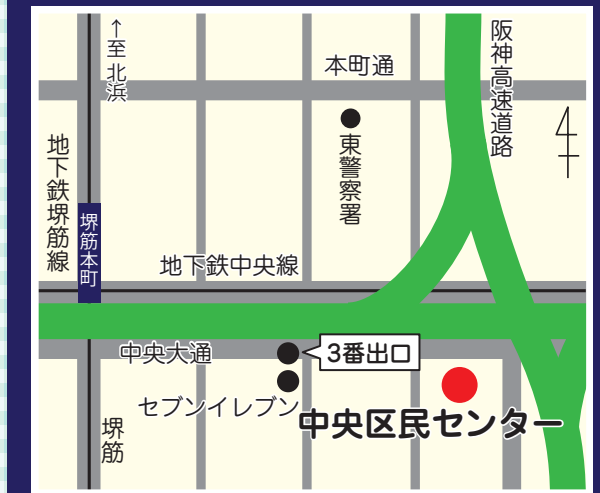 ↑至 北浜
本町通
阪神高速道路
東警察署
地下鉄堺筋線
堺筋本町
地下鉄中央線
中央大通
3番出口
セブンイレブン
中央区民センター
堺筋